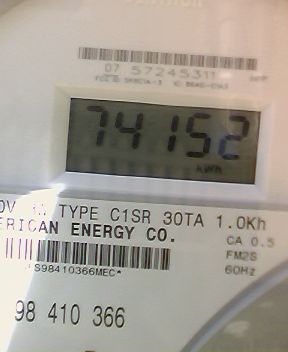 07 57245311
74152
kWh
TYPE C1SR 30TA 1.0Kh
ERICAN ENERGY CO.
CA 0.5
FM2S
60Hz
*S98410366MEC*
98 410 366